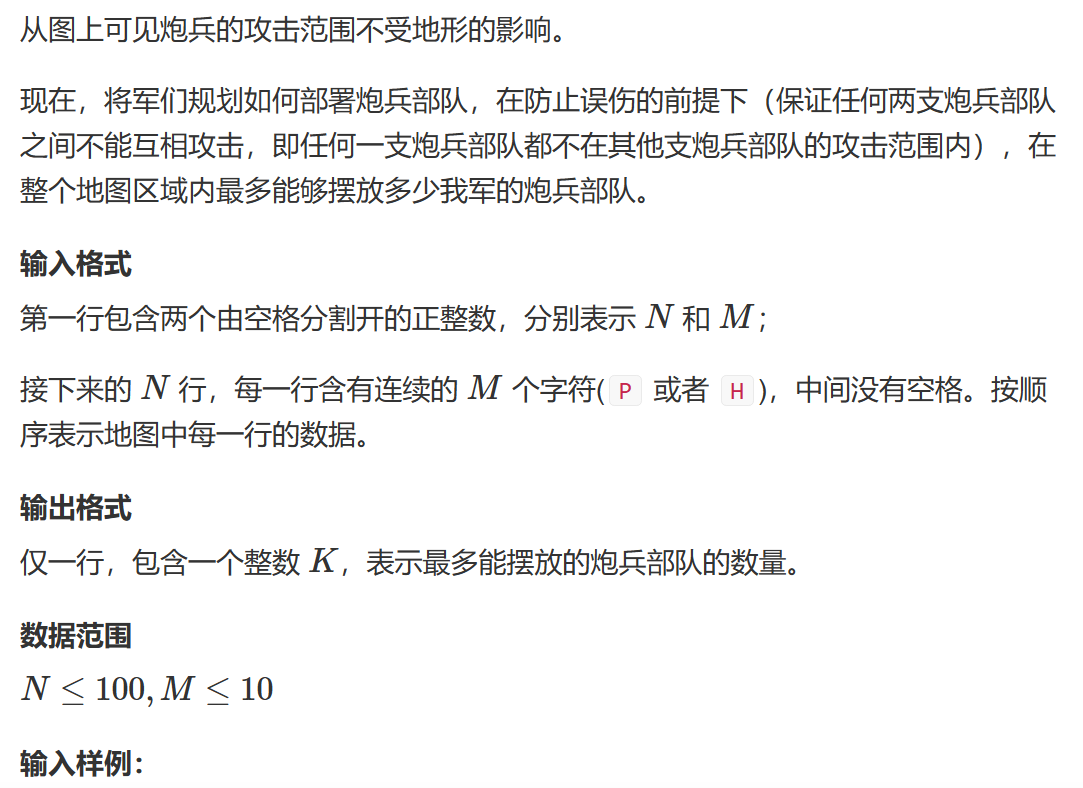 从图上可见炮兵的攻击范围不受地形的影响。
现在，将军们规划如何部署炮兵部队，在防止误伤的前提下（保证任何两支炮兵部队
之间不能互相攻击，即任何一支炮兵部队都不在其他支炮兵部队的攻击范围内），在
整个地图区域内最多能够摆放多少我军的炮兵部队。
输入格式
第一行包含两个由空格分割开的正整数，分别表示 N 和 M；
接下来的 N 行，每一行含有连续的 M 个字符( P 或者 H )，中间没有空格。按顺
序表示地图中每一行的数据。
输出格式
仅一行，包含一个整数 K，表示最多能摆放的炮兵部队的数量。
数据范围
N ≤ 100, M ≤ 10
输入样例：